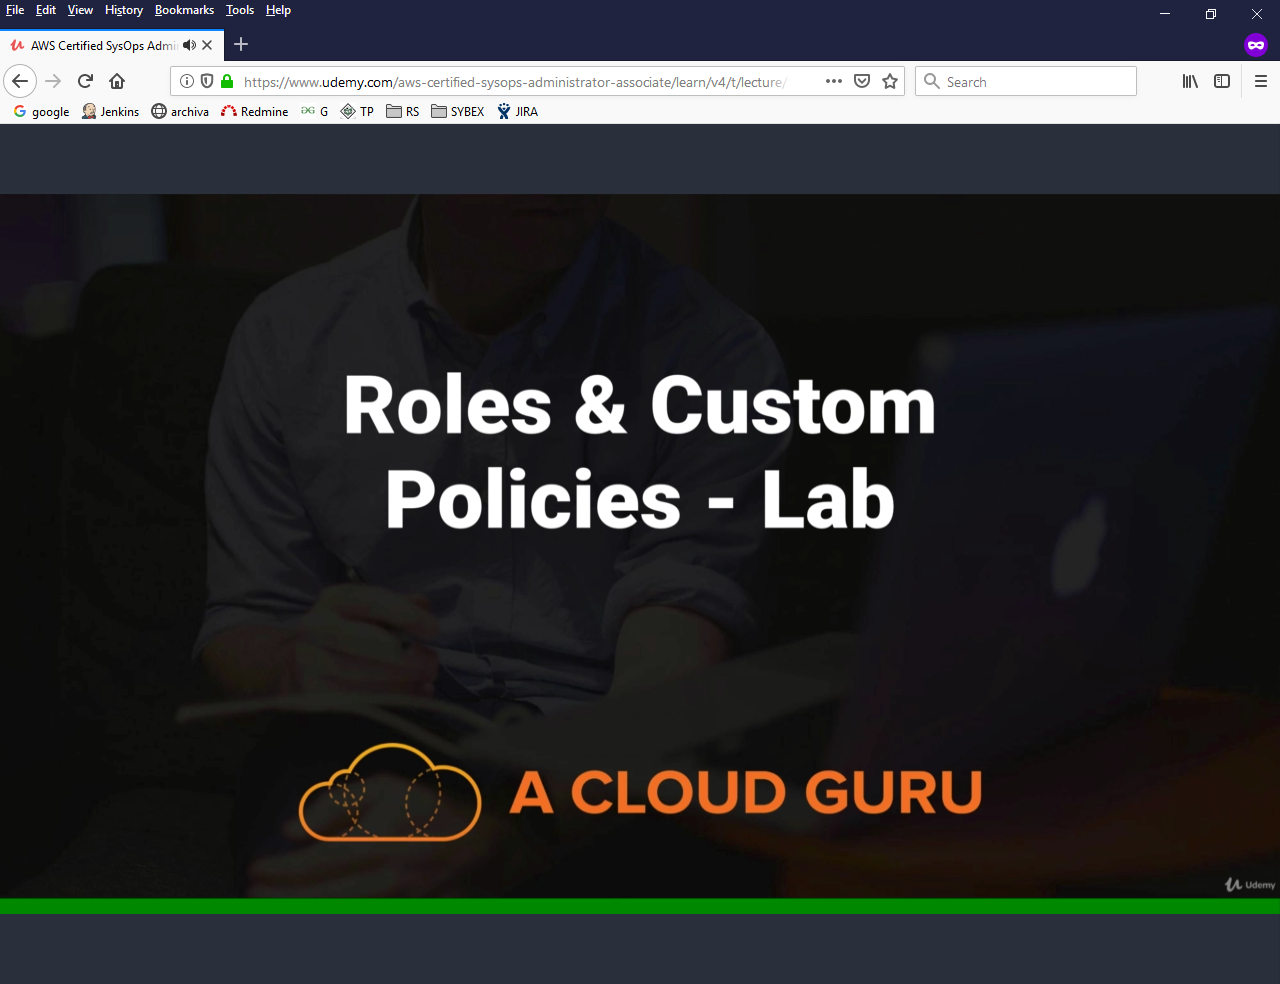 File Edit View History Bookmarks Tools Help
AWS Certified SysOps Admi
https://www.udemy.com/aws-certified-sysops-administrator-associate/learn/v4/t/lecture/
Search
google Jenkins archiva Redmine G TP RS SYBEX JIRA
Roles & Custom
Policies - Lab
A CLOUD GURU
Udemy